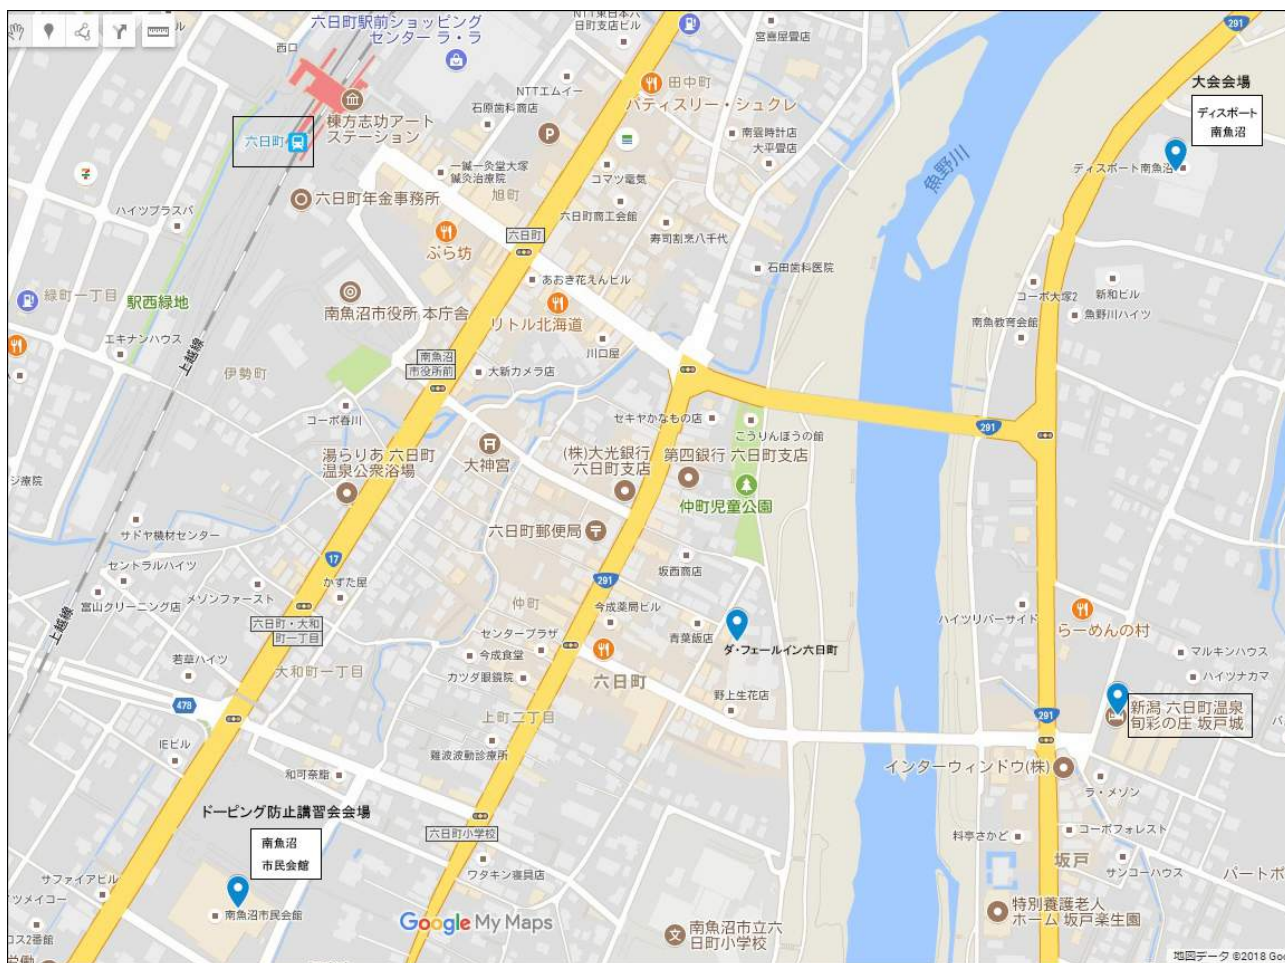 六日町駅前ショッピング
センター ラ・ラ
西口
NTT東日本六
日町支店ビル
宮喜屋畳店
291
大会会場
ディスポート
南魚沼
ディスポート南魚沼
田中町
NTTエムイー
パティスリー・シュクレ
石原歯科商店
棟方志功アート
ステーション
六日町
南雲時計店
大平畳店
魚野川
一鍼一灸堂大塚
鍼灸治療院
コマツ電気
旭町
六日町年金事務所
六日町商工会館
ハイツプラスパ
ぷら坊
六日町
寿司割烹八千代
石田歯科医院
あおき花えんビル
コーポ大塚2
新和ビル
魚野川ハイツ
南魚教育会館
緑町一丁目
駅西緑地
南魚沼市役所 本庁舎
リトル北海道
エキナンハウス
上越線
川口屋
南魚沼
市役所前
大新カメラ店
伊勢町
コーポ春川
セキヤかなもの店
こうりんぼうの館
291
大神宮
湯らりあ 六日町
温泉公衆浴場
(株)大光銀行
六日町支店
第四銀行 六日町支店
仲町児童公園
ジ療院
サドヤ機材センター
六日町郵便局
セントラルハイツ
17
坂西商店
291
富山クリーニング店
メゾンファースト
かずた屋
仲町
今成薬局ビル
ハイツリバーサイド
らーめんの村
上越線
六日町・大和
町一丁目
センタープラザ
青葉飯店
ダ・フェールイン六日町
若草ハイツ
大和町一丁目
今成食堂
カツダ眼鏡院
六日町
マルキンハウス
ハイツナカマ
野上生花店
478
上町二丁目
291
新潟 六日町温泉
旬彩の庄 坂戸城
IEビル
難波波動診療所
インターウィンドウ(株)
和可奈鮨
ラ・メゾン
ドーピング防止講習会会場
南魚沼
市民会館
六日町小学校
料亭さかど
コーポフォレスト
坂戸
サンコーハウス
サファイアビル
ワタキン寝具店
南魚沼市民会館
Google My Maps
特別養護老人
ホーム 坂戸楽生園
南魚沼市立六
日町小学校
地図データ ©2018 Go